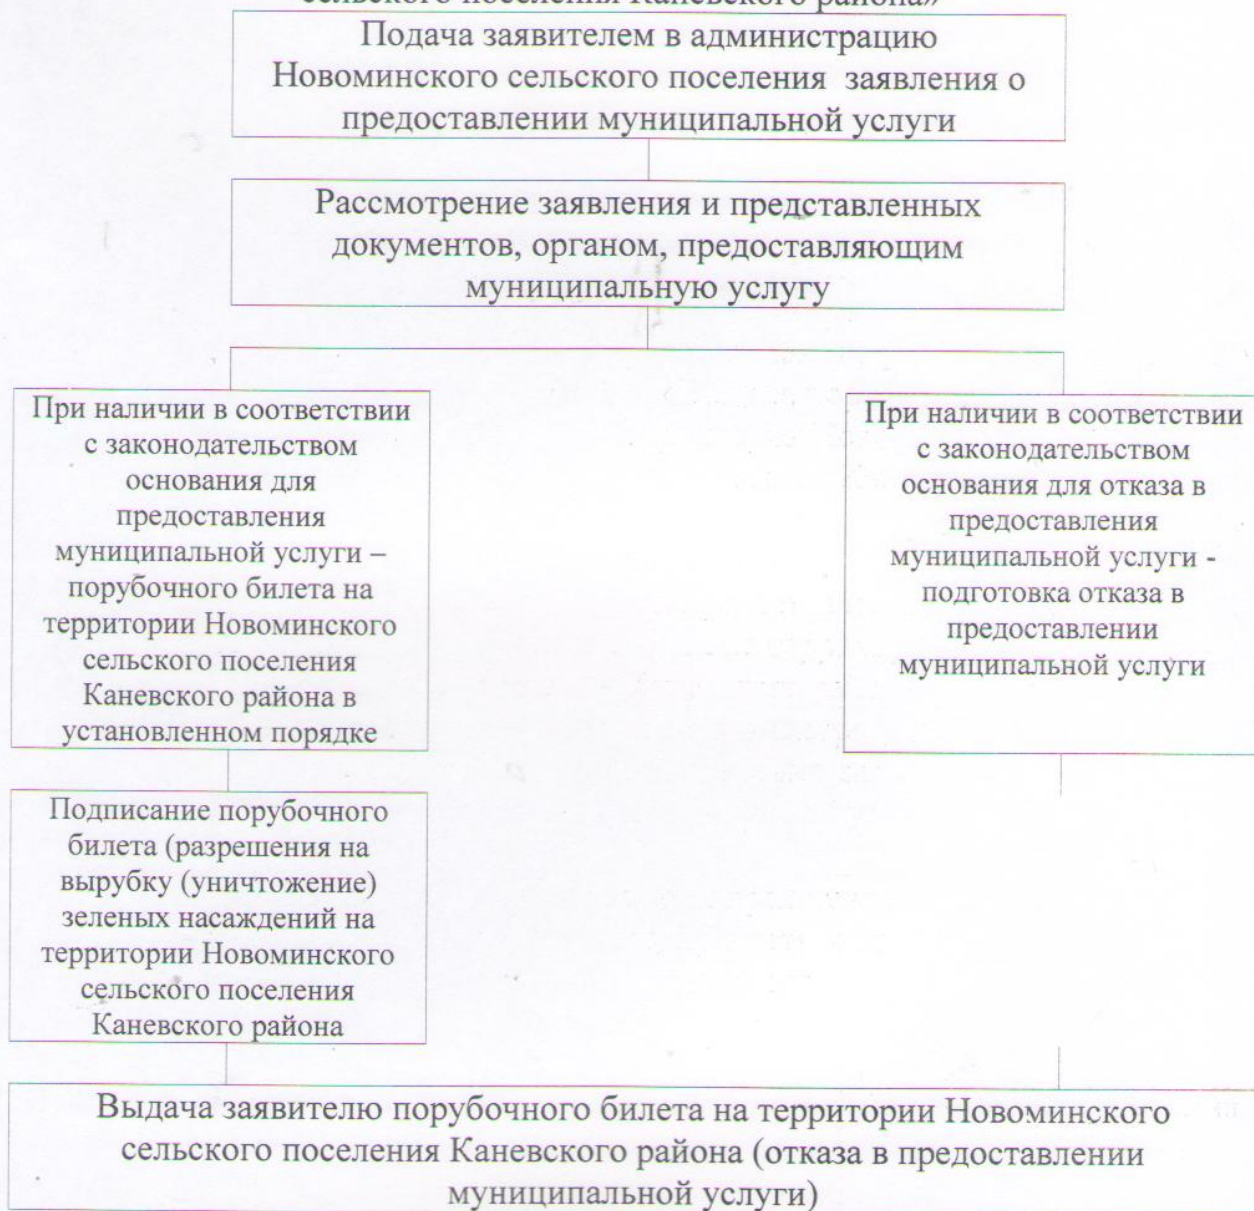 сельского поселения Каневского района»
Подача заявителем в администрацию
Новоминского сельского поселения заявления о
предоставлении муниципальной услуги
Рассмотрение заявления и представленных
документов, органом, предоставляющим
муниципальную услугу
При наличии в соответствии
с законодательством
основания для
предоставления
муниципальной услуги –
порубочного билета на
территории Новоминского
сельского поселения
Каневского района в
установленном порядке
При наличии в соответствии
с законодательством
основания для отказа в
предоставления
муниципальной услуги -
подготовка отказа в
предоставлении
муниципальной услуги
Подписание порубочного
билета (разрешения на
вырубку (уничтожение)
зеленых насаждений на
территории Новоминского
сельского поселения
Каневского района
Выдача заявителю порубочного билета на территории Новоминского
сельского поселения Каневского района (отказа в предоставлении
муниципальной услуги)